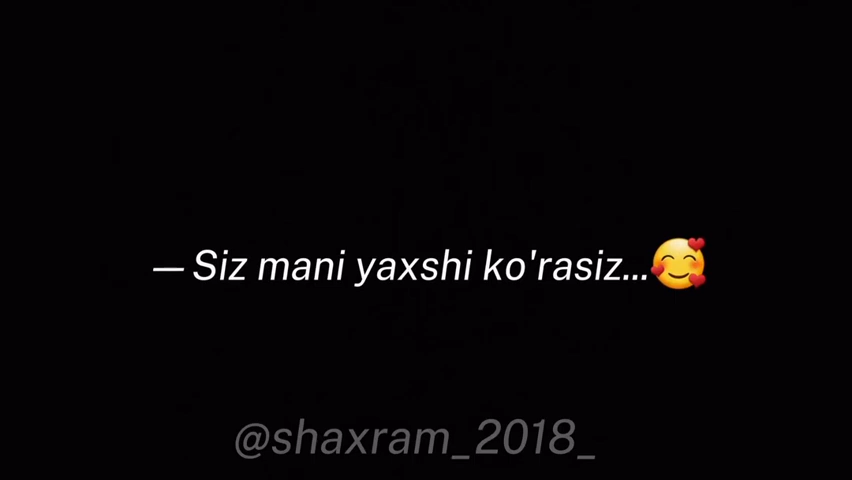 — Siz mani yaxshi ko'rasiz...🥰
@shaxram_2018_